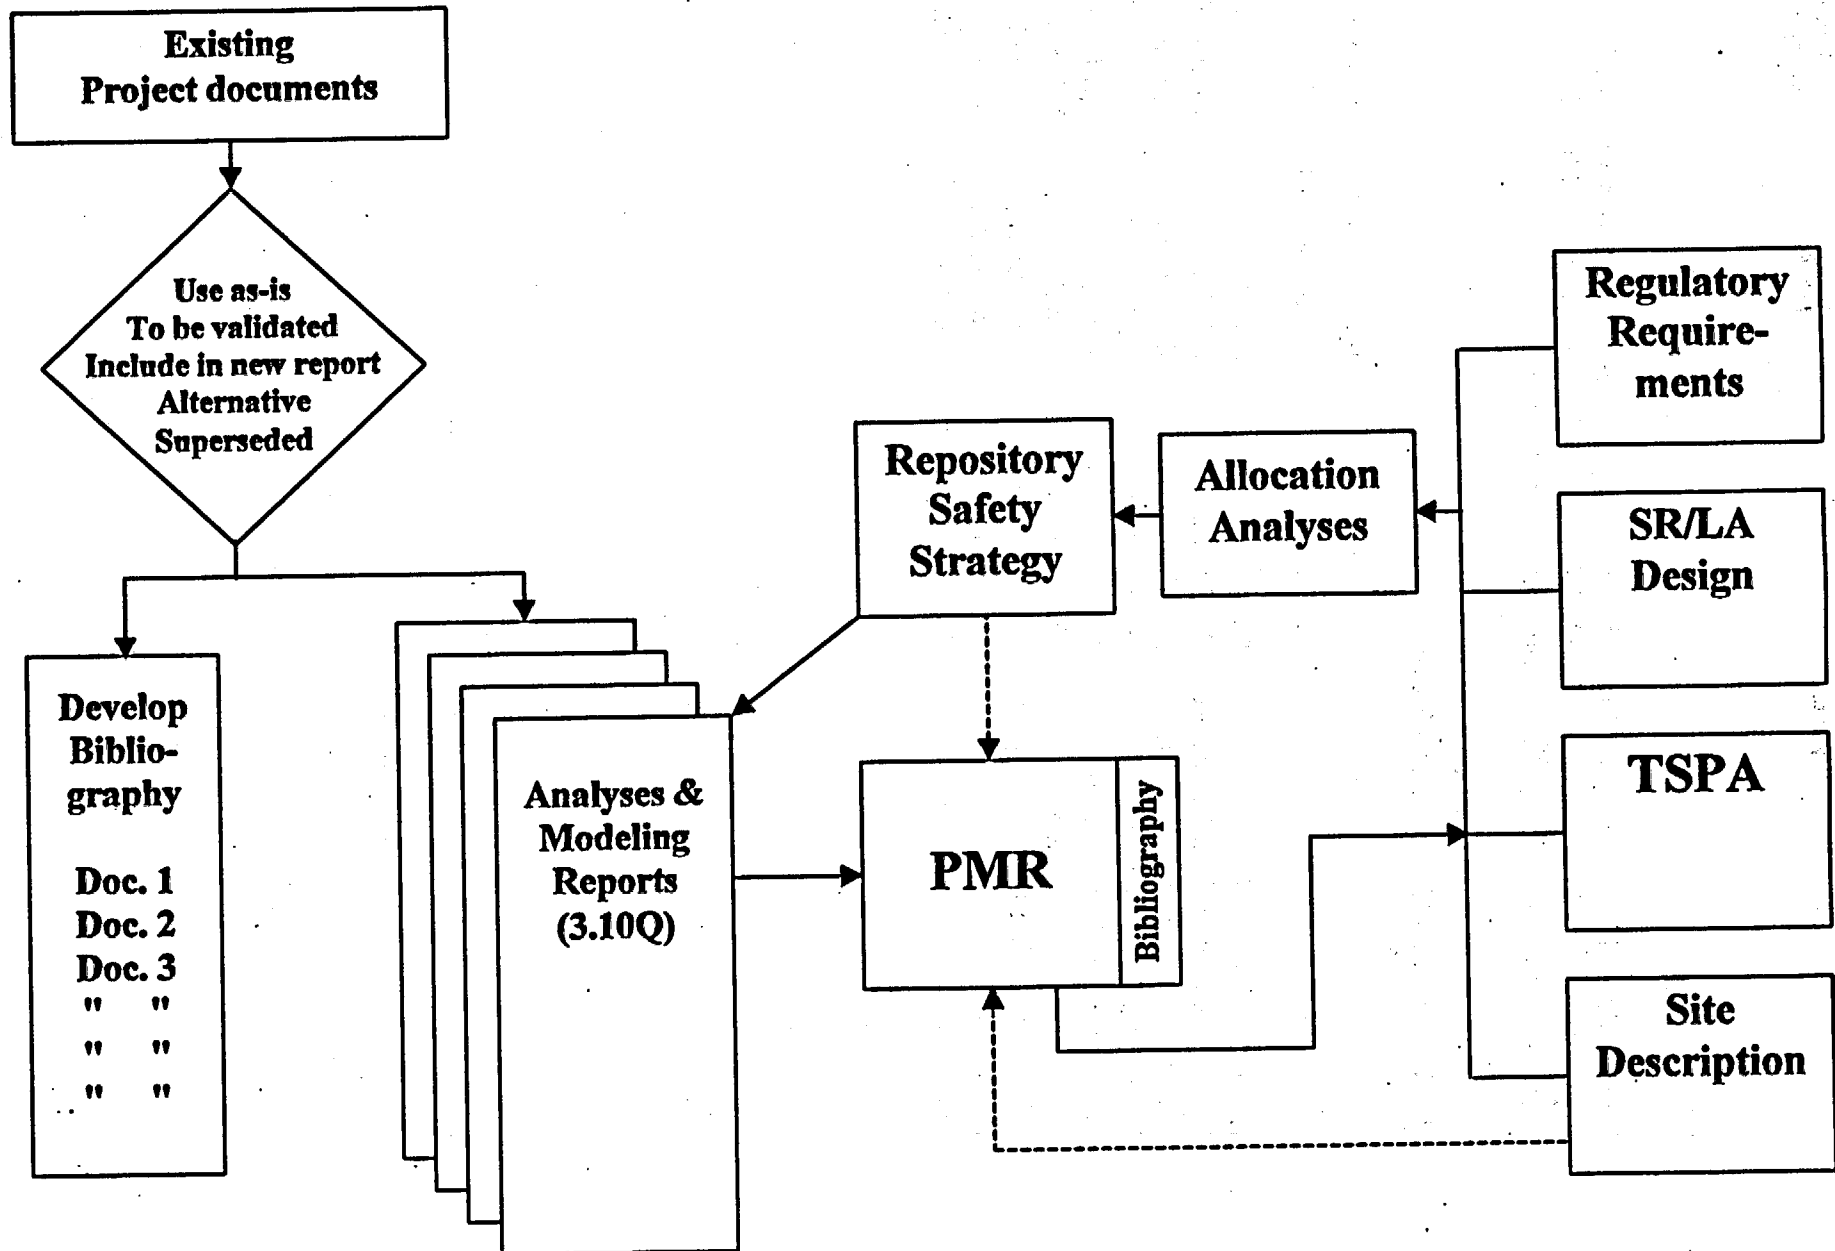 Existing
Project documents
Use as-is
To be validated
Include in new report
Alternative
Superseded
Develop
Biblio-
graphy
Doc. 1
Doc. 2
Doc. 3
" "
" "
" "
Analyses &
Modeling
Reports
(3.10Q)
Repository
Safety
Strategy
Allocation
Analyses
PMR
Bibliography
Regulatory
Require-
ments
SR/LA
Design
TSPA
Site
Description